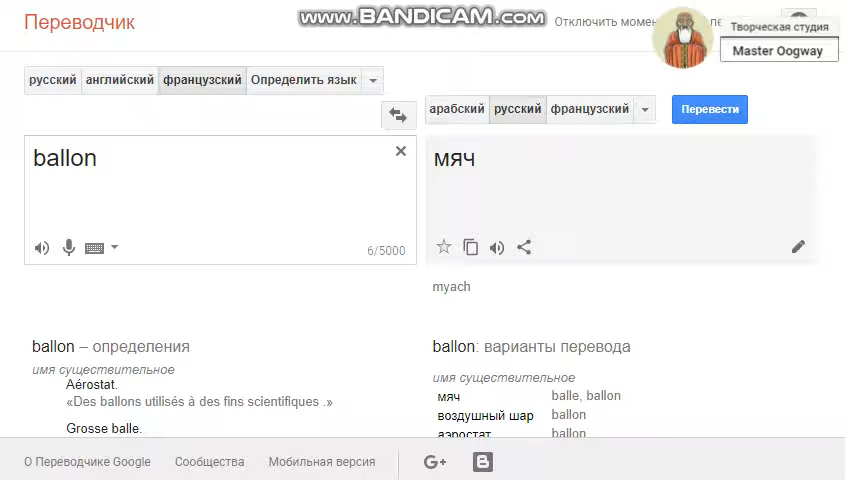 Переводчик
www.BANDICAM.com
Отключить
Творческая студия
Master Oogway
русский английский французский Определить язык
арабский русский французский Перевести
ballon
6/5000
мяч
myach
ballon – определения
имя существительное
Aérostat.
«Des ballons utilisés à des fins scientifiques .»
Grosse balle.
ballon: варианты перевода
имя существительное
мяч balle, ballon
воздушный шар ballon
аэростат ballon
О Переводчике Google Сообщества Мобильная версия G+